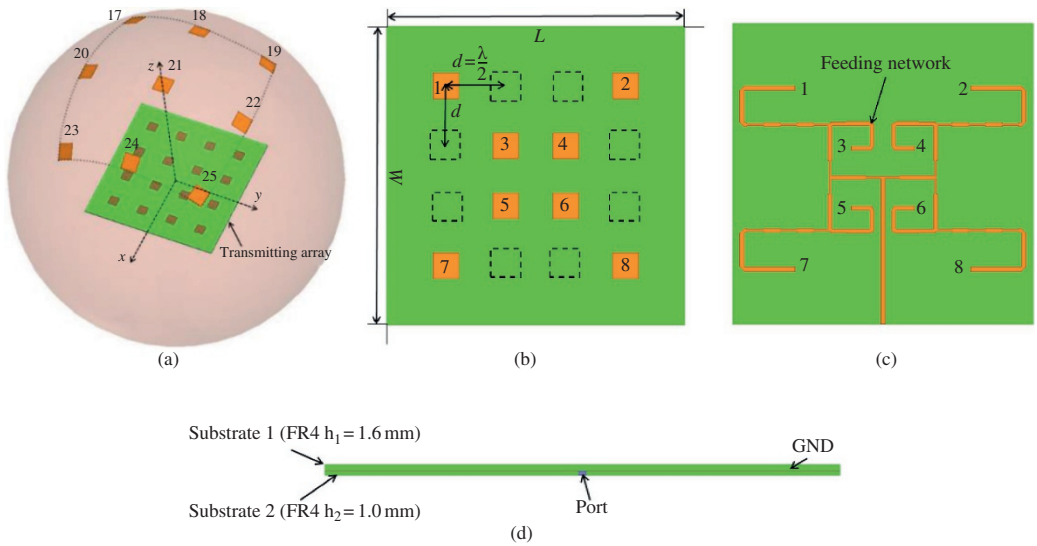 17
18
19
20
21
22
23
24
25
z
y
x
Transmitting array
(a)
L
W
d = λ/2
d
1
2
3
4
5
6
7
8
(b)
Feeding network
1
2
3
4
5
6
7
8
(c)
Substrate 1 (FR4 h₁ = 1.6 mm)
Substrate 2 (FR4 h₂ = 1.0 mm)
GND
Port
(d)